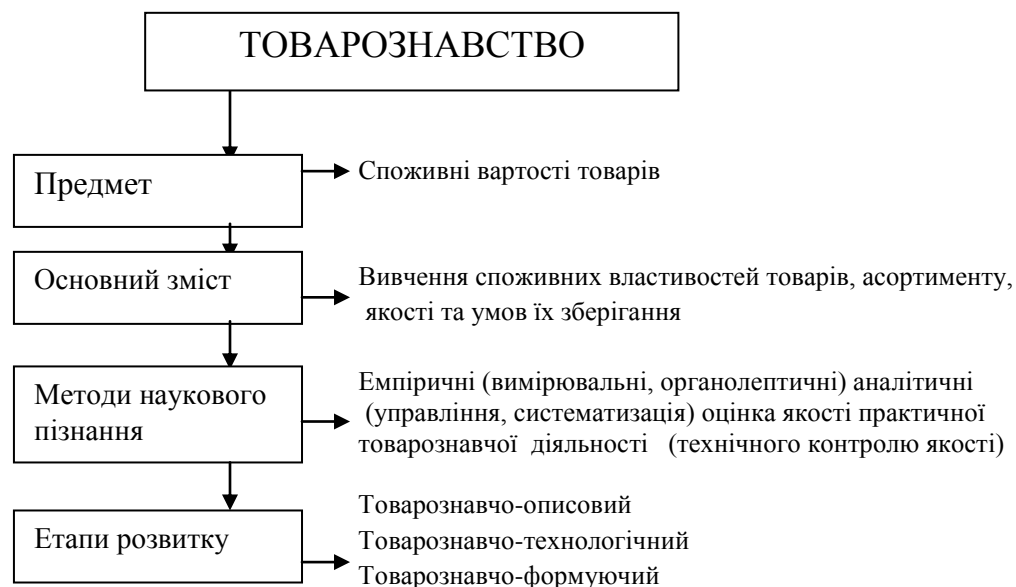 ТОВАРОЗНАВСТВО
Предмет
Споживні вартості товарів
Основний зміст
Вивчення споживних властивостей товарів, асортименту,
якості та умов їх зберігання
Методи наукового
пізнання
Емпіричні (вимірювальні, органолептичні) аналітичні
(управління, систематизація) оцінка якості практичної
товарознавчої діяльності (технічного контролю якості)
Етапи розвитку
Товарознавчо-описовий
Товарознавчо-технологічний
Товарознавчо-формуючий